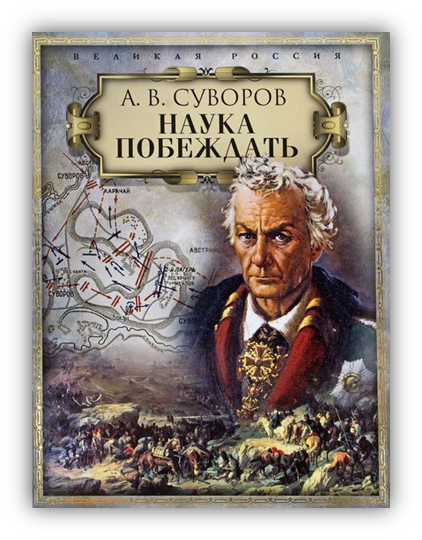 ВЕЛИКАЯ РОССИЯ
А. В. СУВОРОВ
НАУКА
ПОБЕЖДАТЬ
КАРАЧАЙ
СУВОРОВ
АВСТРИЙ
СУВОРОВ